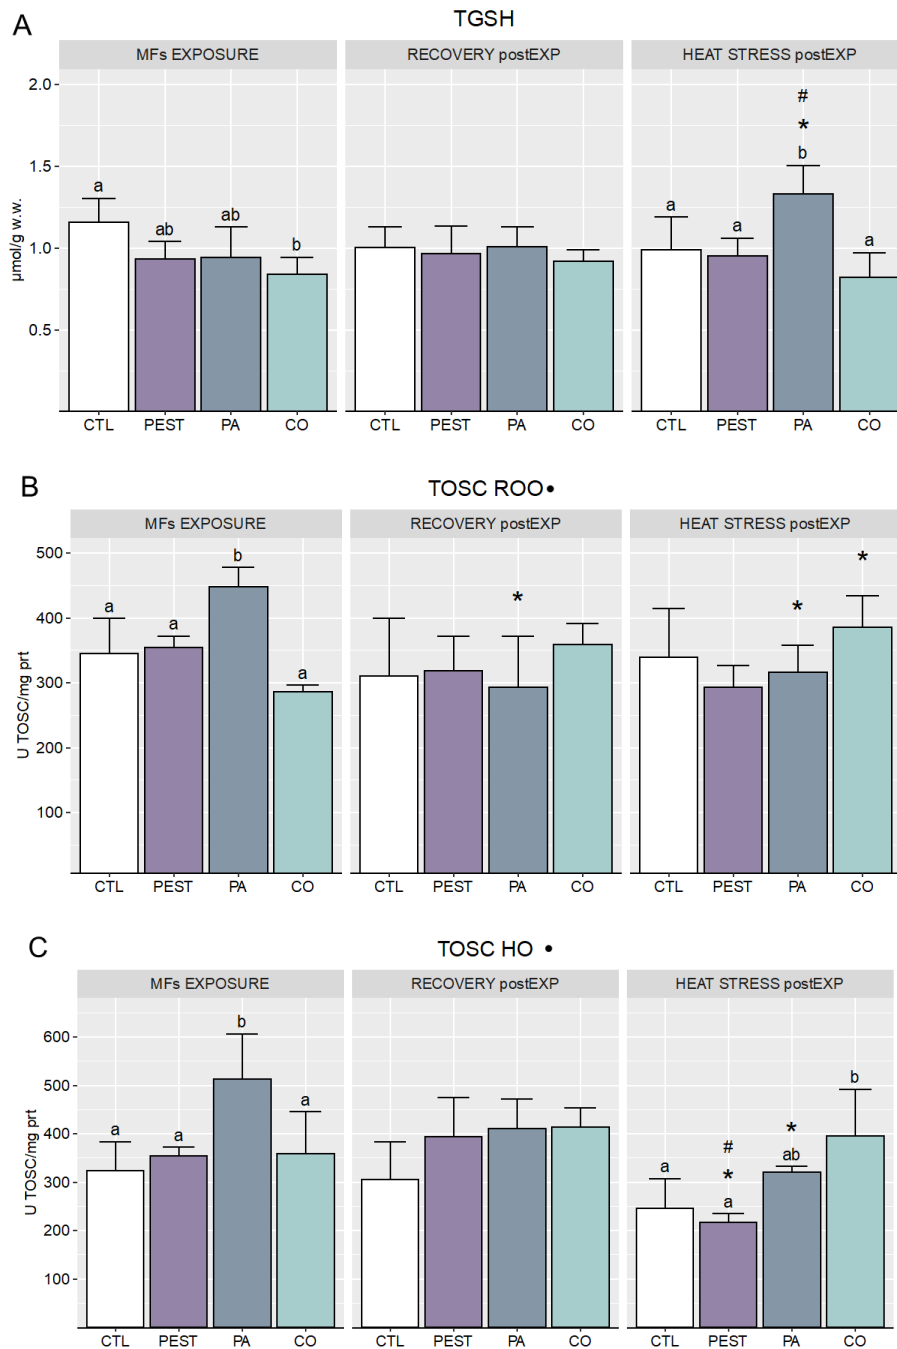 A
TGSH
MFs EXPOSURE RECOVERY postEXP HEAT STRESS postEXP
µmol/g w.w.
2.0
1.5
1.0
0.5
a ab ab b
a a b * # a
CTL PEST PA CO CTL PEST PA CO CTL PEST PA CO
B
TOSC ROO•
MFs EXPOSURE RECOVERY postEXP HEAT STRESS postEXP
U TOSC/mg prt
500
400
300
200
100
a a b a
*
* *
CTL PEST PA CO CTL PEST PA CO CTL PEST PA CO
C
TOSC HO •
MFs EXPOSURE RECOVERY postEXP HEAT STRESS postEXP
U TOSC/mg prt
600
500
400
300
200
100
a a b a
a # * a * ab b
CTL PEST PA CO CTL PEST PA CO CTL PEST PA CO